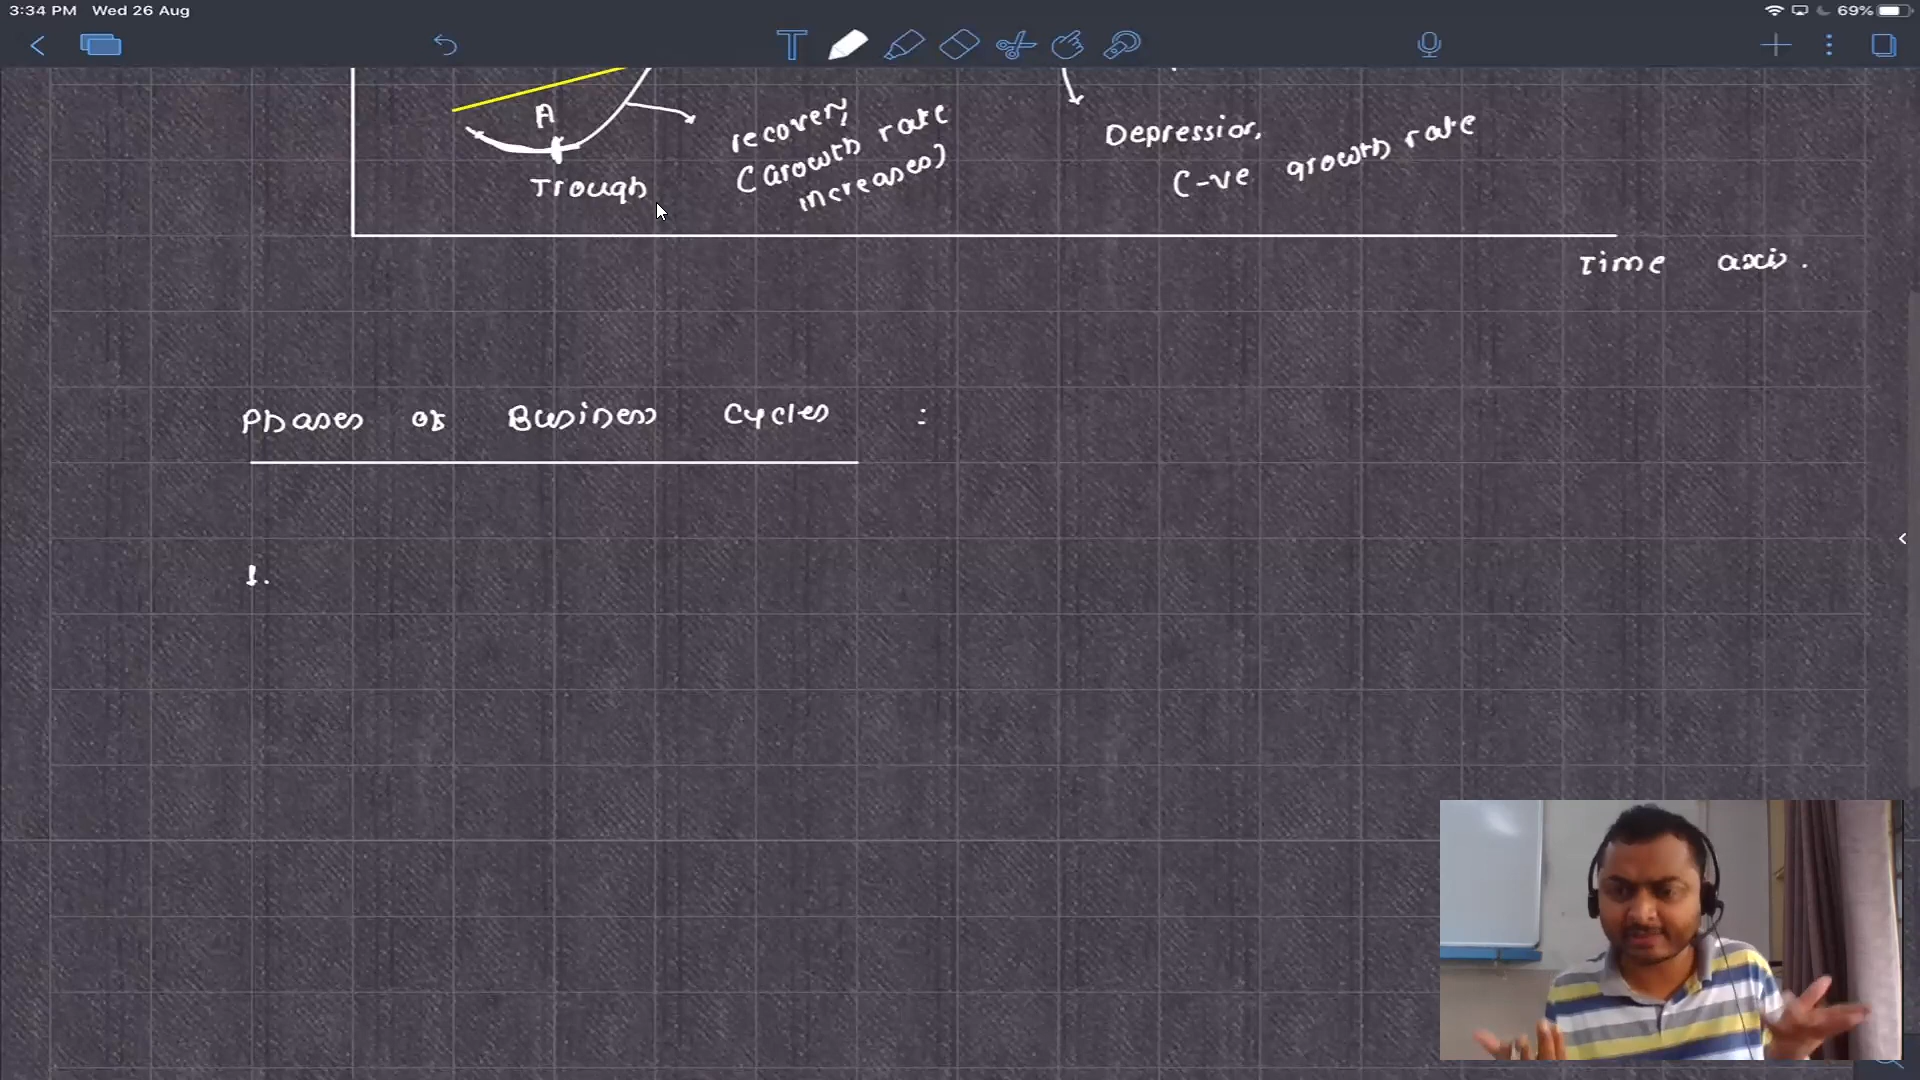 3:34 PM Wed 26 Aug
69%
T
A
recovery
(Growth rate
increases)
Depression,
(-ve growth rate
Trough
Time axis.
Phases of Business Cycles :
1.